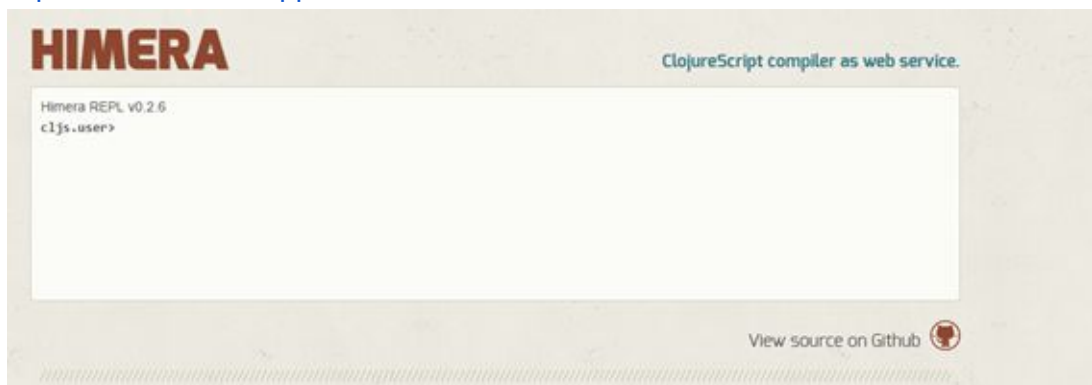 HIMERA
ClojureScript compiler as web service.
Himera REPL v0.2.6
cljs.user>
View source on Github